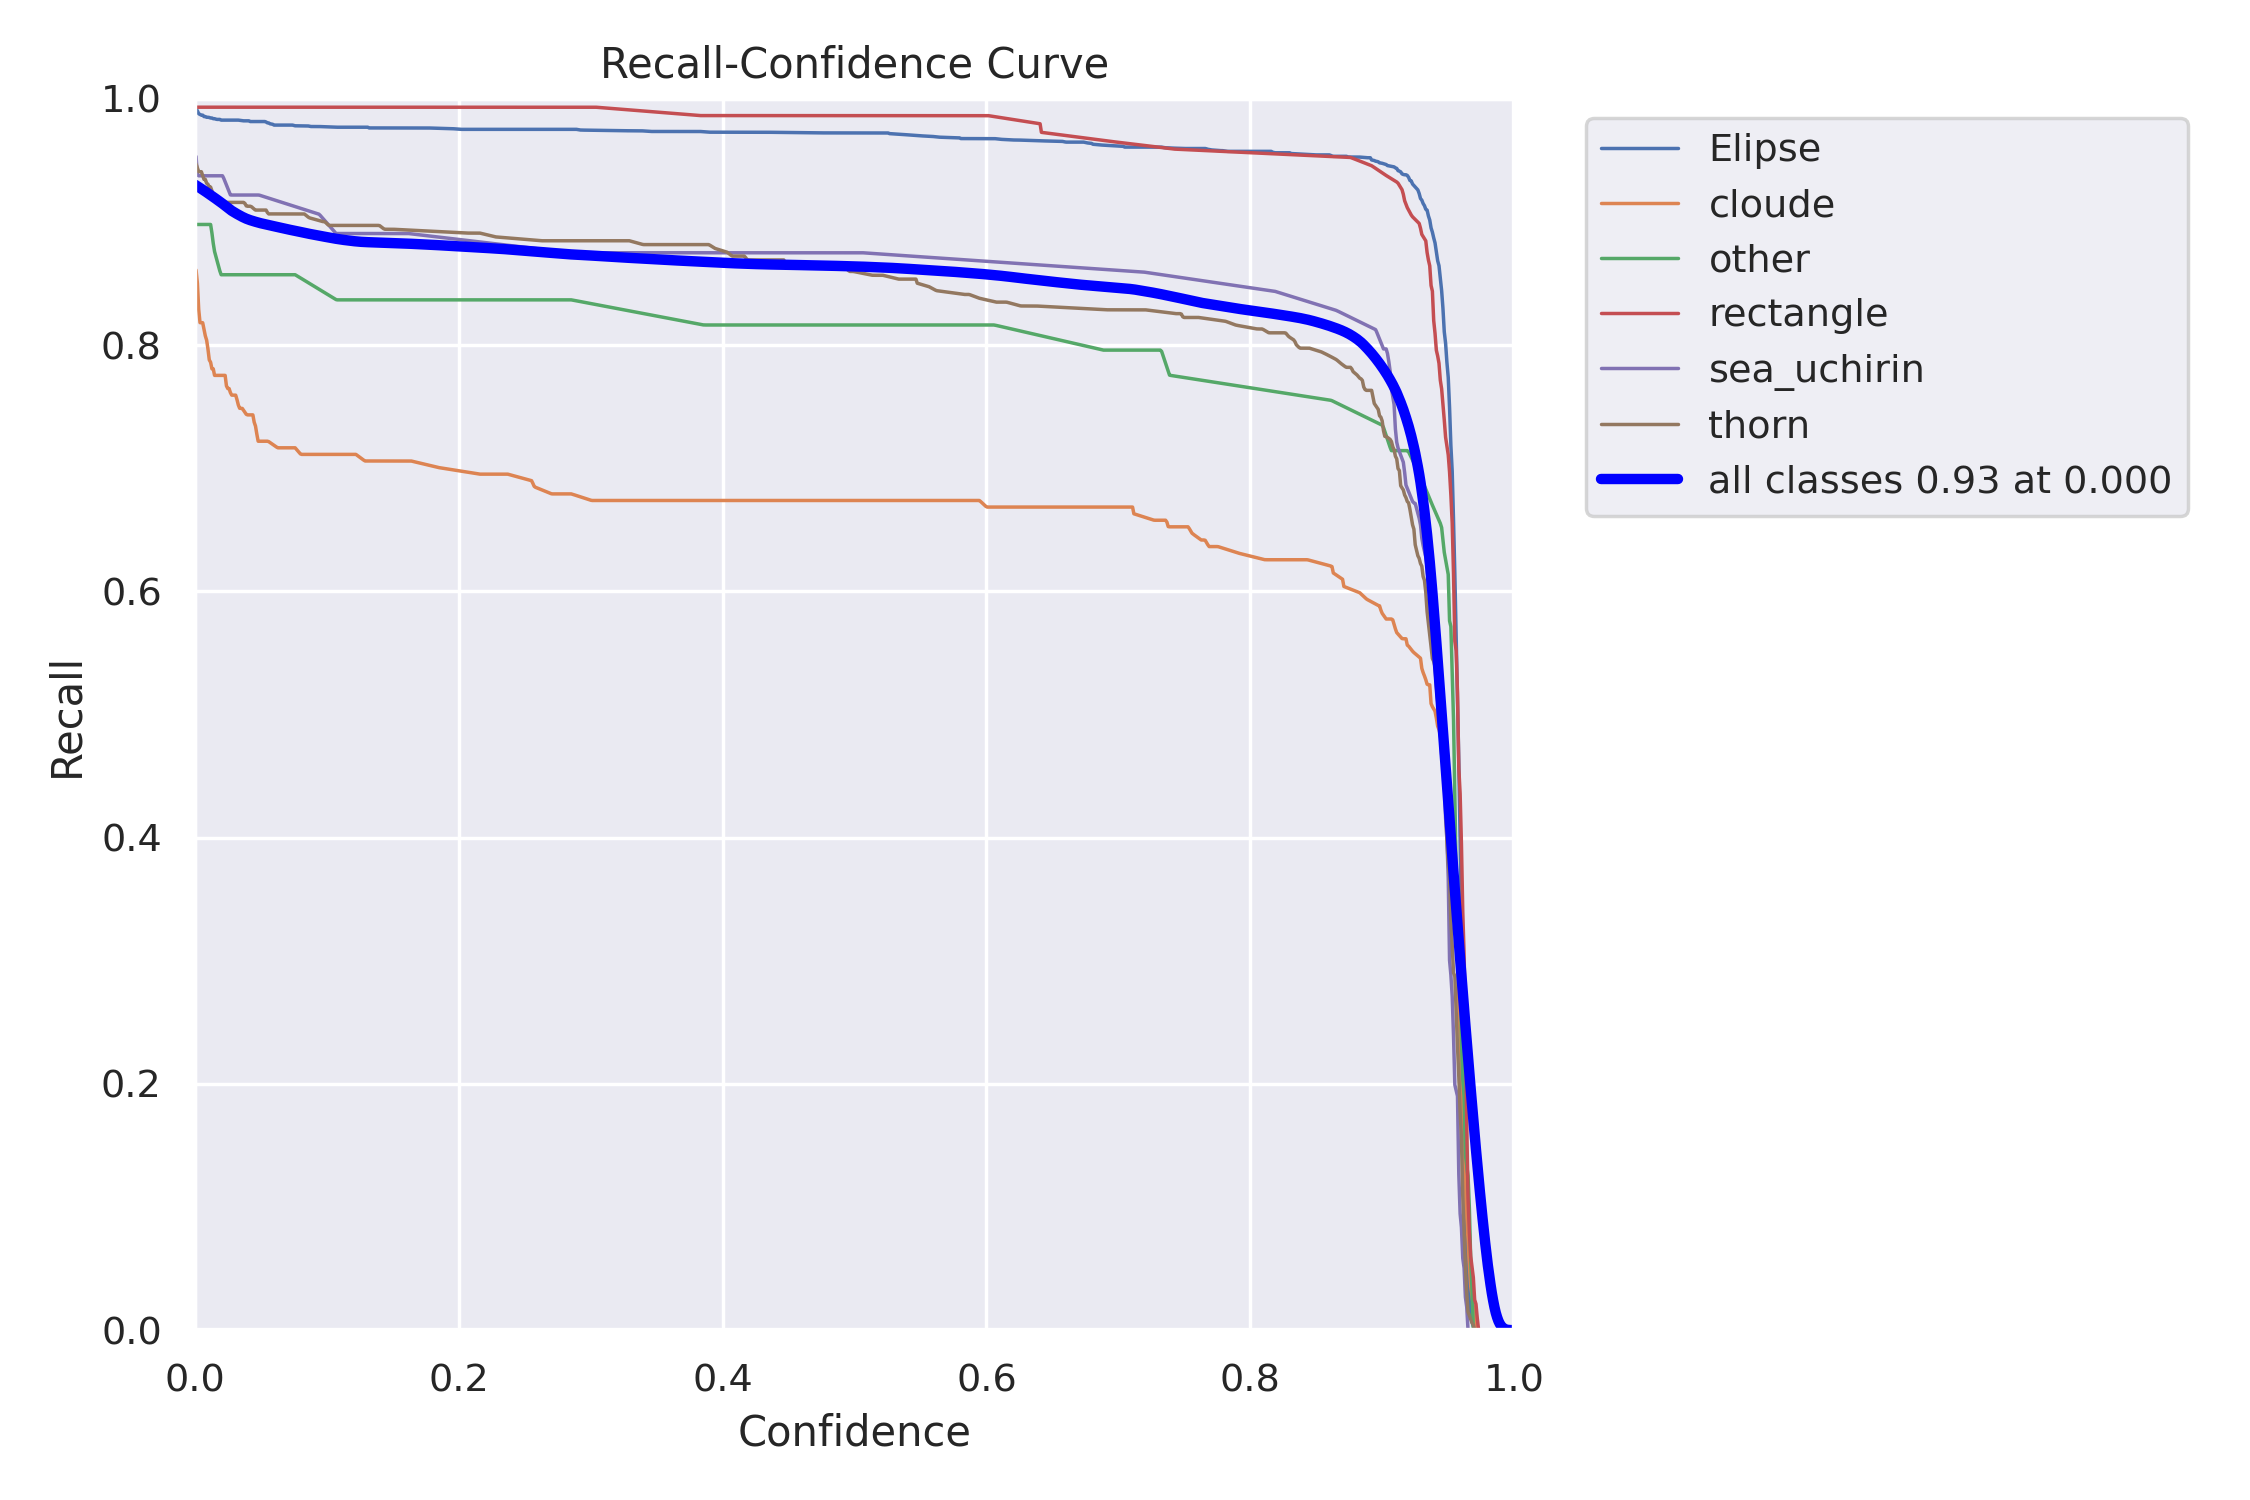 Recall-Confidence Curve
1.0
0.8
0.6
0.4
0.2
0.0
Recall
0.0 0.2 0.4 0.6 0.8 1.0
Confidence
Elipse
cloude
other
rectangle
sea_uchirin
thorn
all classes 0.93 at 0.000